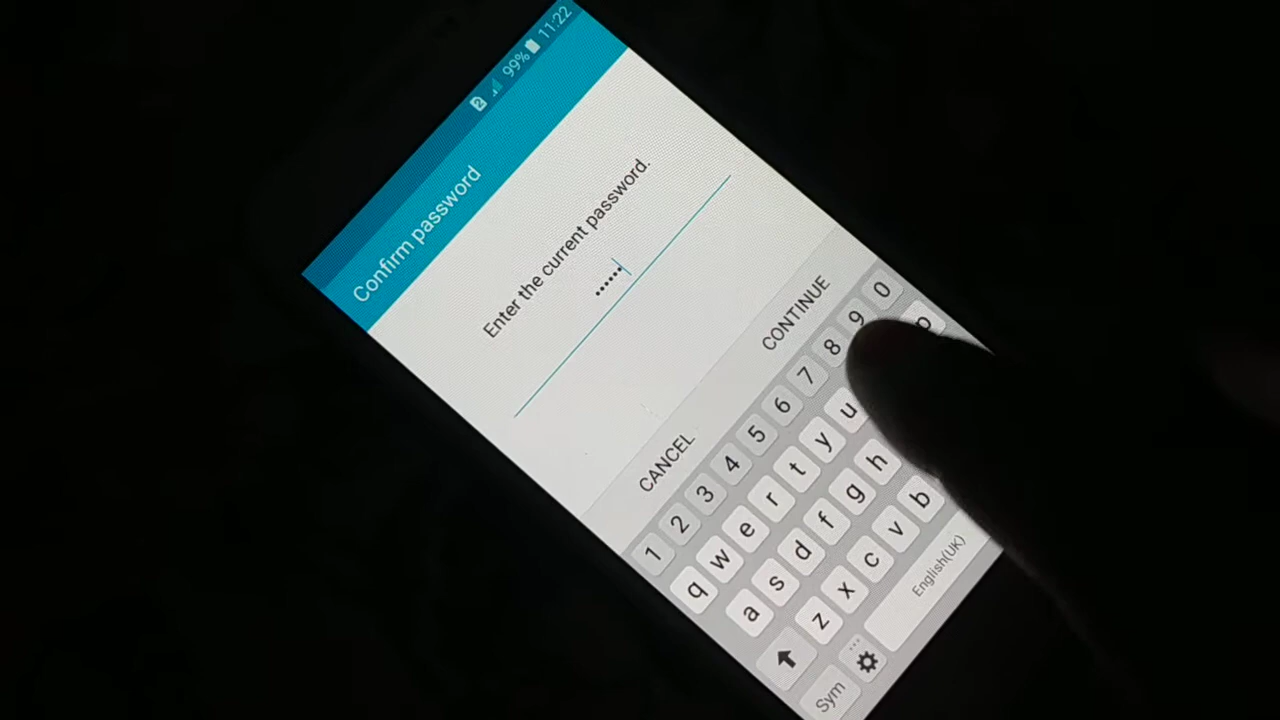 2 99% 11:22
Confirm password
Enter the current password.
••••••
CANCEL CONTINUE
1 2 3 4 5 6 7 8 9 0
q w e r t y u p
a s d f g h
z x c v b
Sym English(UK)